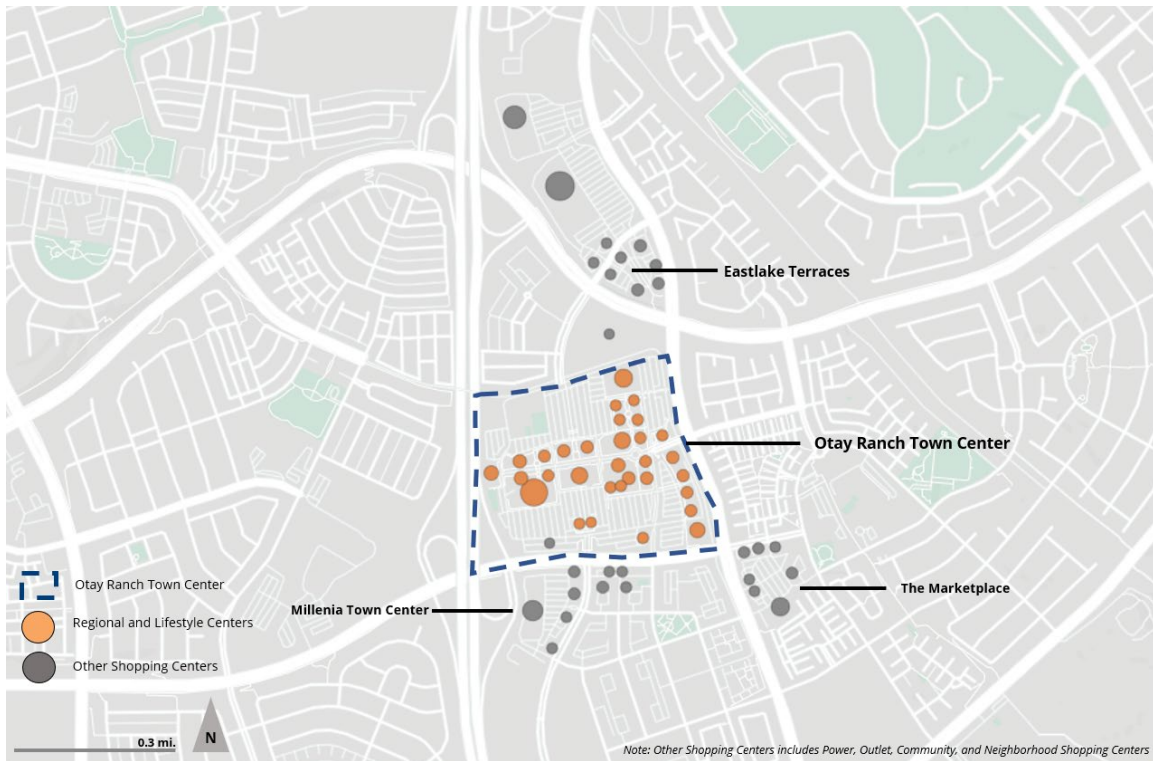 Eastlake Terraces
Otay Ranch Town Center
The Marketplace
Millenia Town Center
Otay Ranch Town Center
Regional and Lifestyle Centers
Other Shopping Centers
0.3 mi.
N
Note: Other Shopping Centers includes Power, Outlet, Community, and Neighborhood Shopping Centers